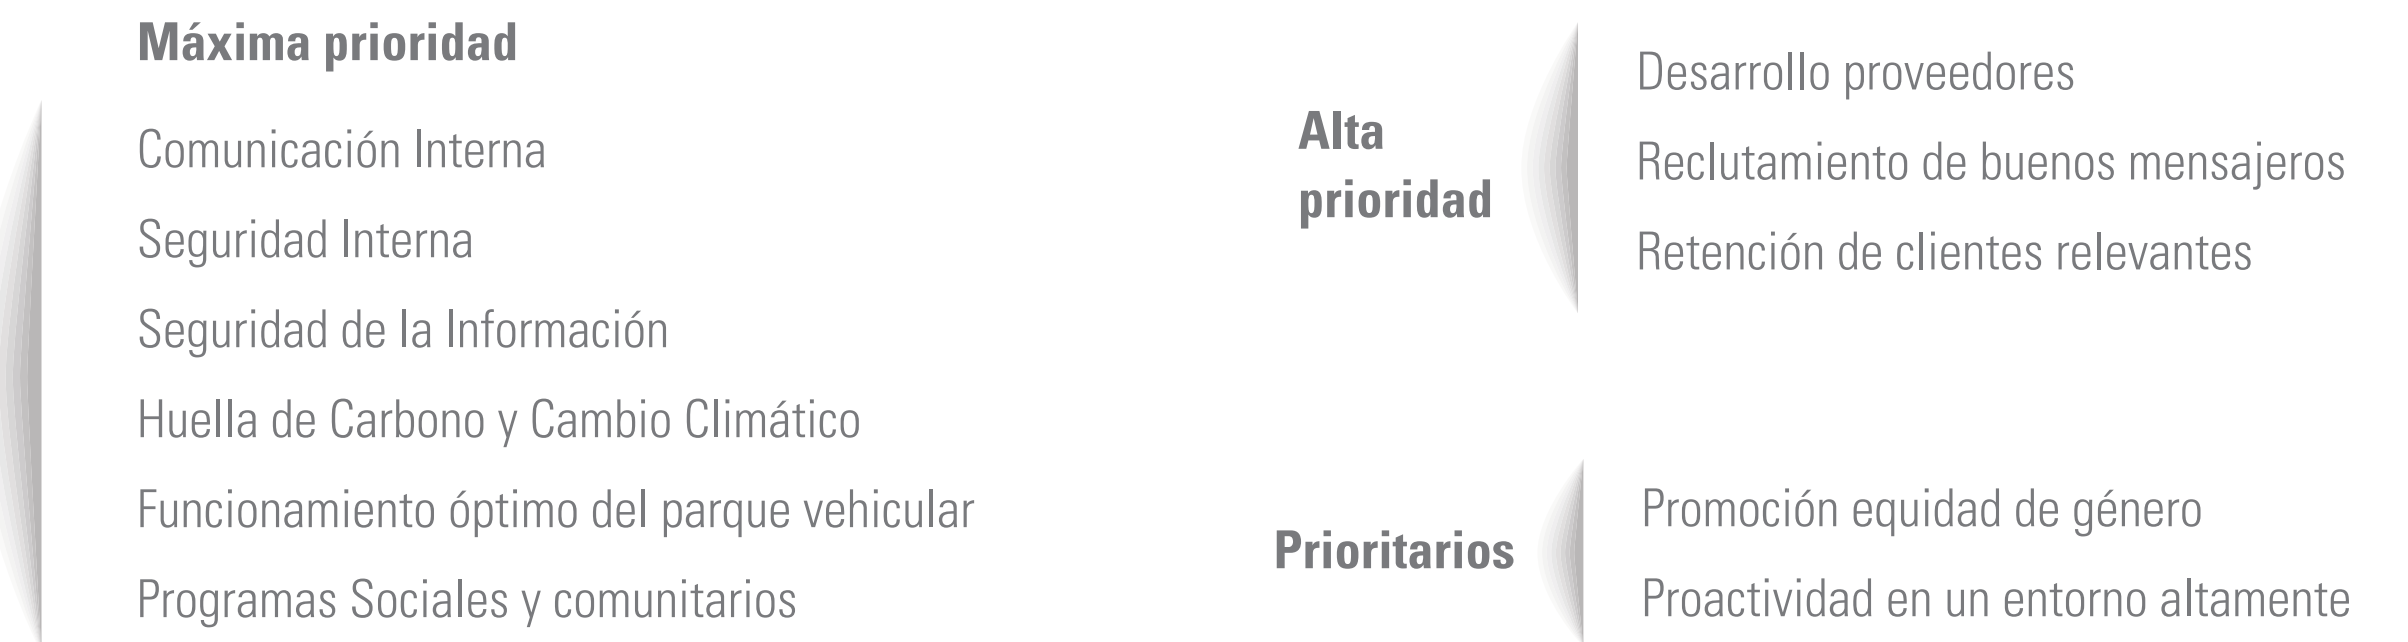 Máxima prioridad
Comunicación Interna
Seguridad Interna
Seguridad de la Información
Huella de Carbono y Cambio Climático
Funcionamiento óptimo del parque vehicular
Programas Sociales y comunitarios
Alta
prioridad
Desarrollo proveedores
Reclutamiento de buenos mensajeros
Retención de clientes relevantes
Prioritarios
Promoción equidad de género
Proactividad en un entorno altamente